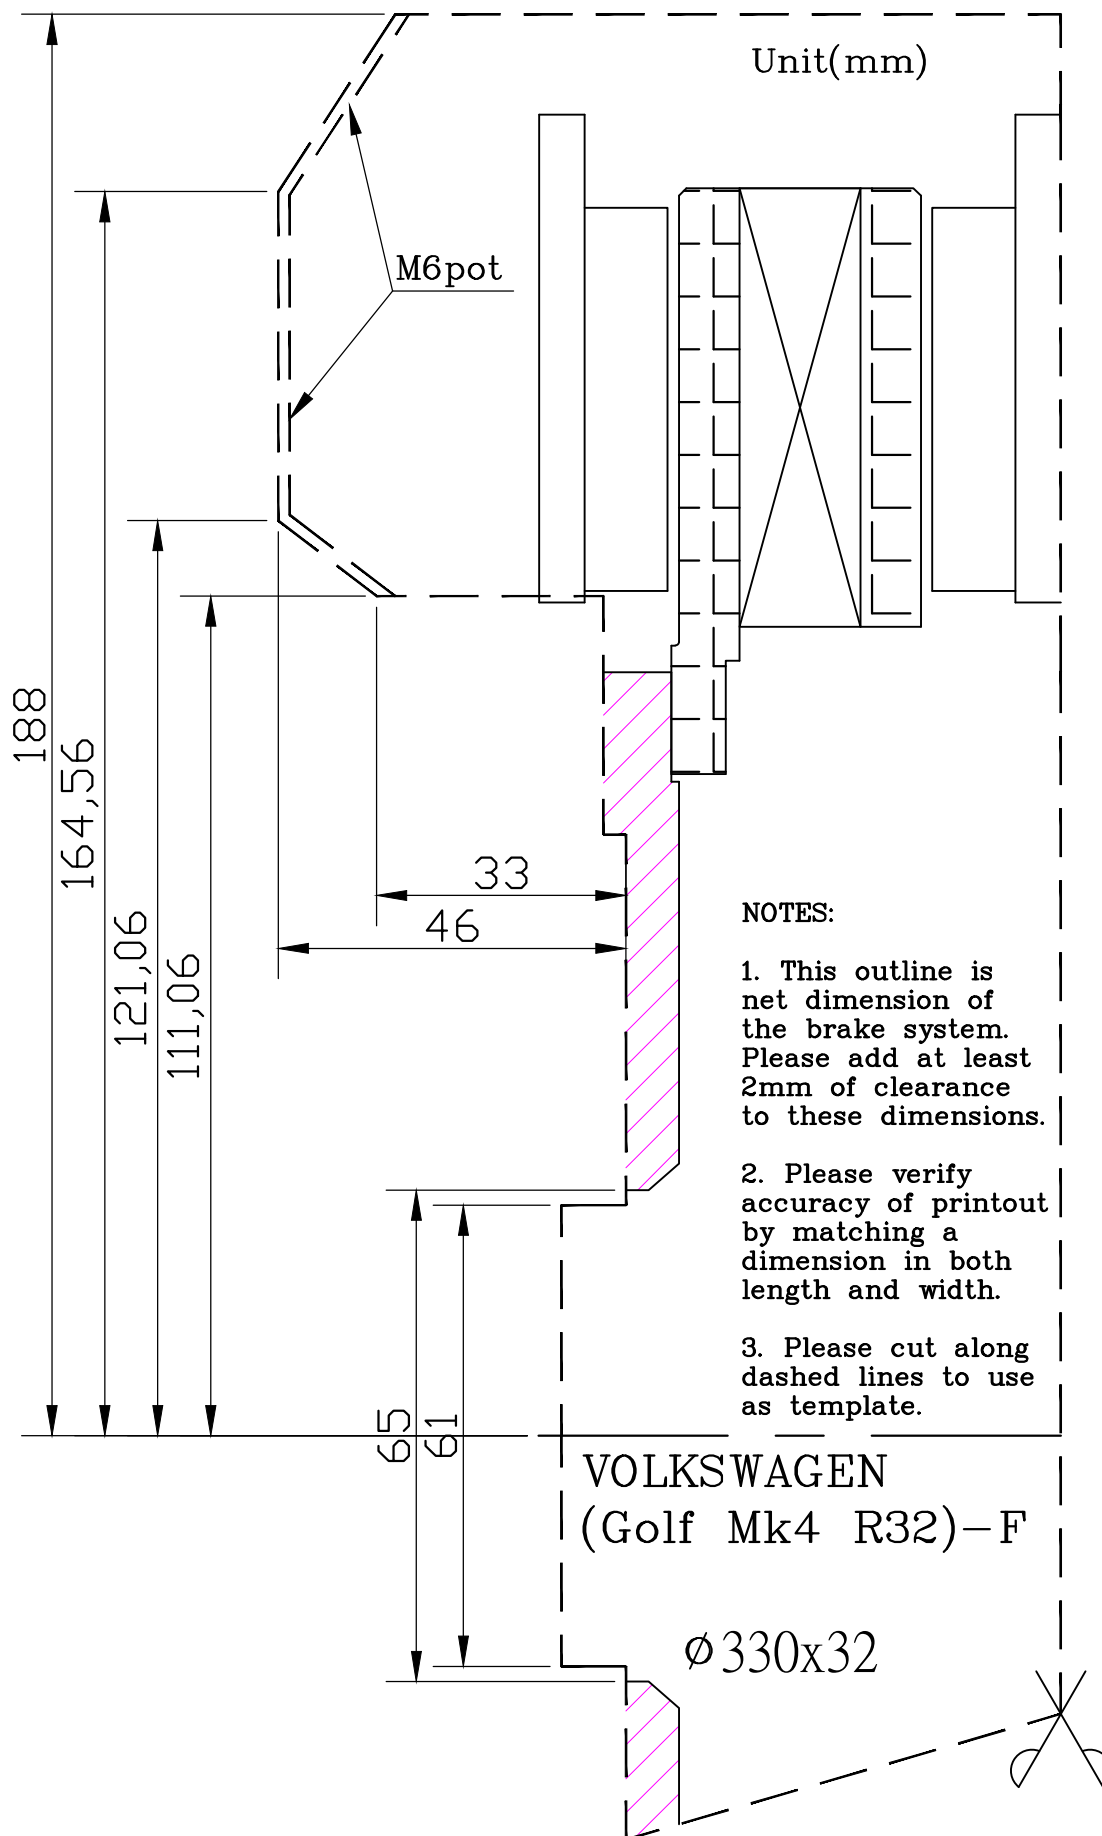 Unit(mm)
M6pot
188
164,56
121,06
111,06
33
46
NOTES:
1. This outline is
net dimension of
the brake system.
Please add at least
2mm of clearance
to these dimensions.
2. Please verify
accuracy of printout
by matching a
dimension in both
length and width.
3. Please cut along
dashed lines to use
as template.
65
61
VOLKSWAGEN
(Golf Mk4 R32)-F
Ø330x32